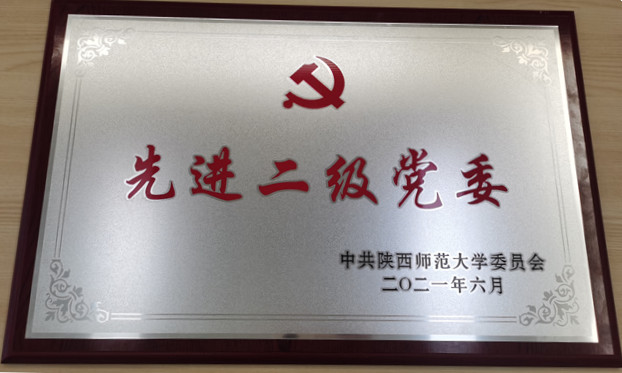 先进二级党委
中共陕西师范大学委员会
二〇二一年六月